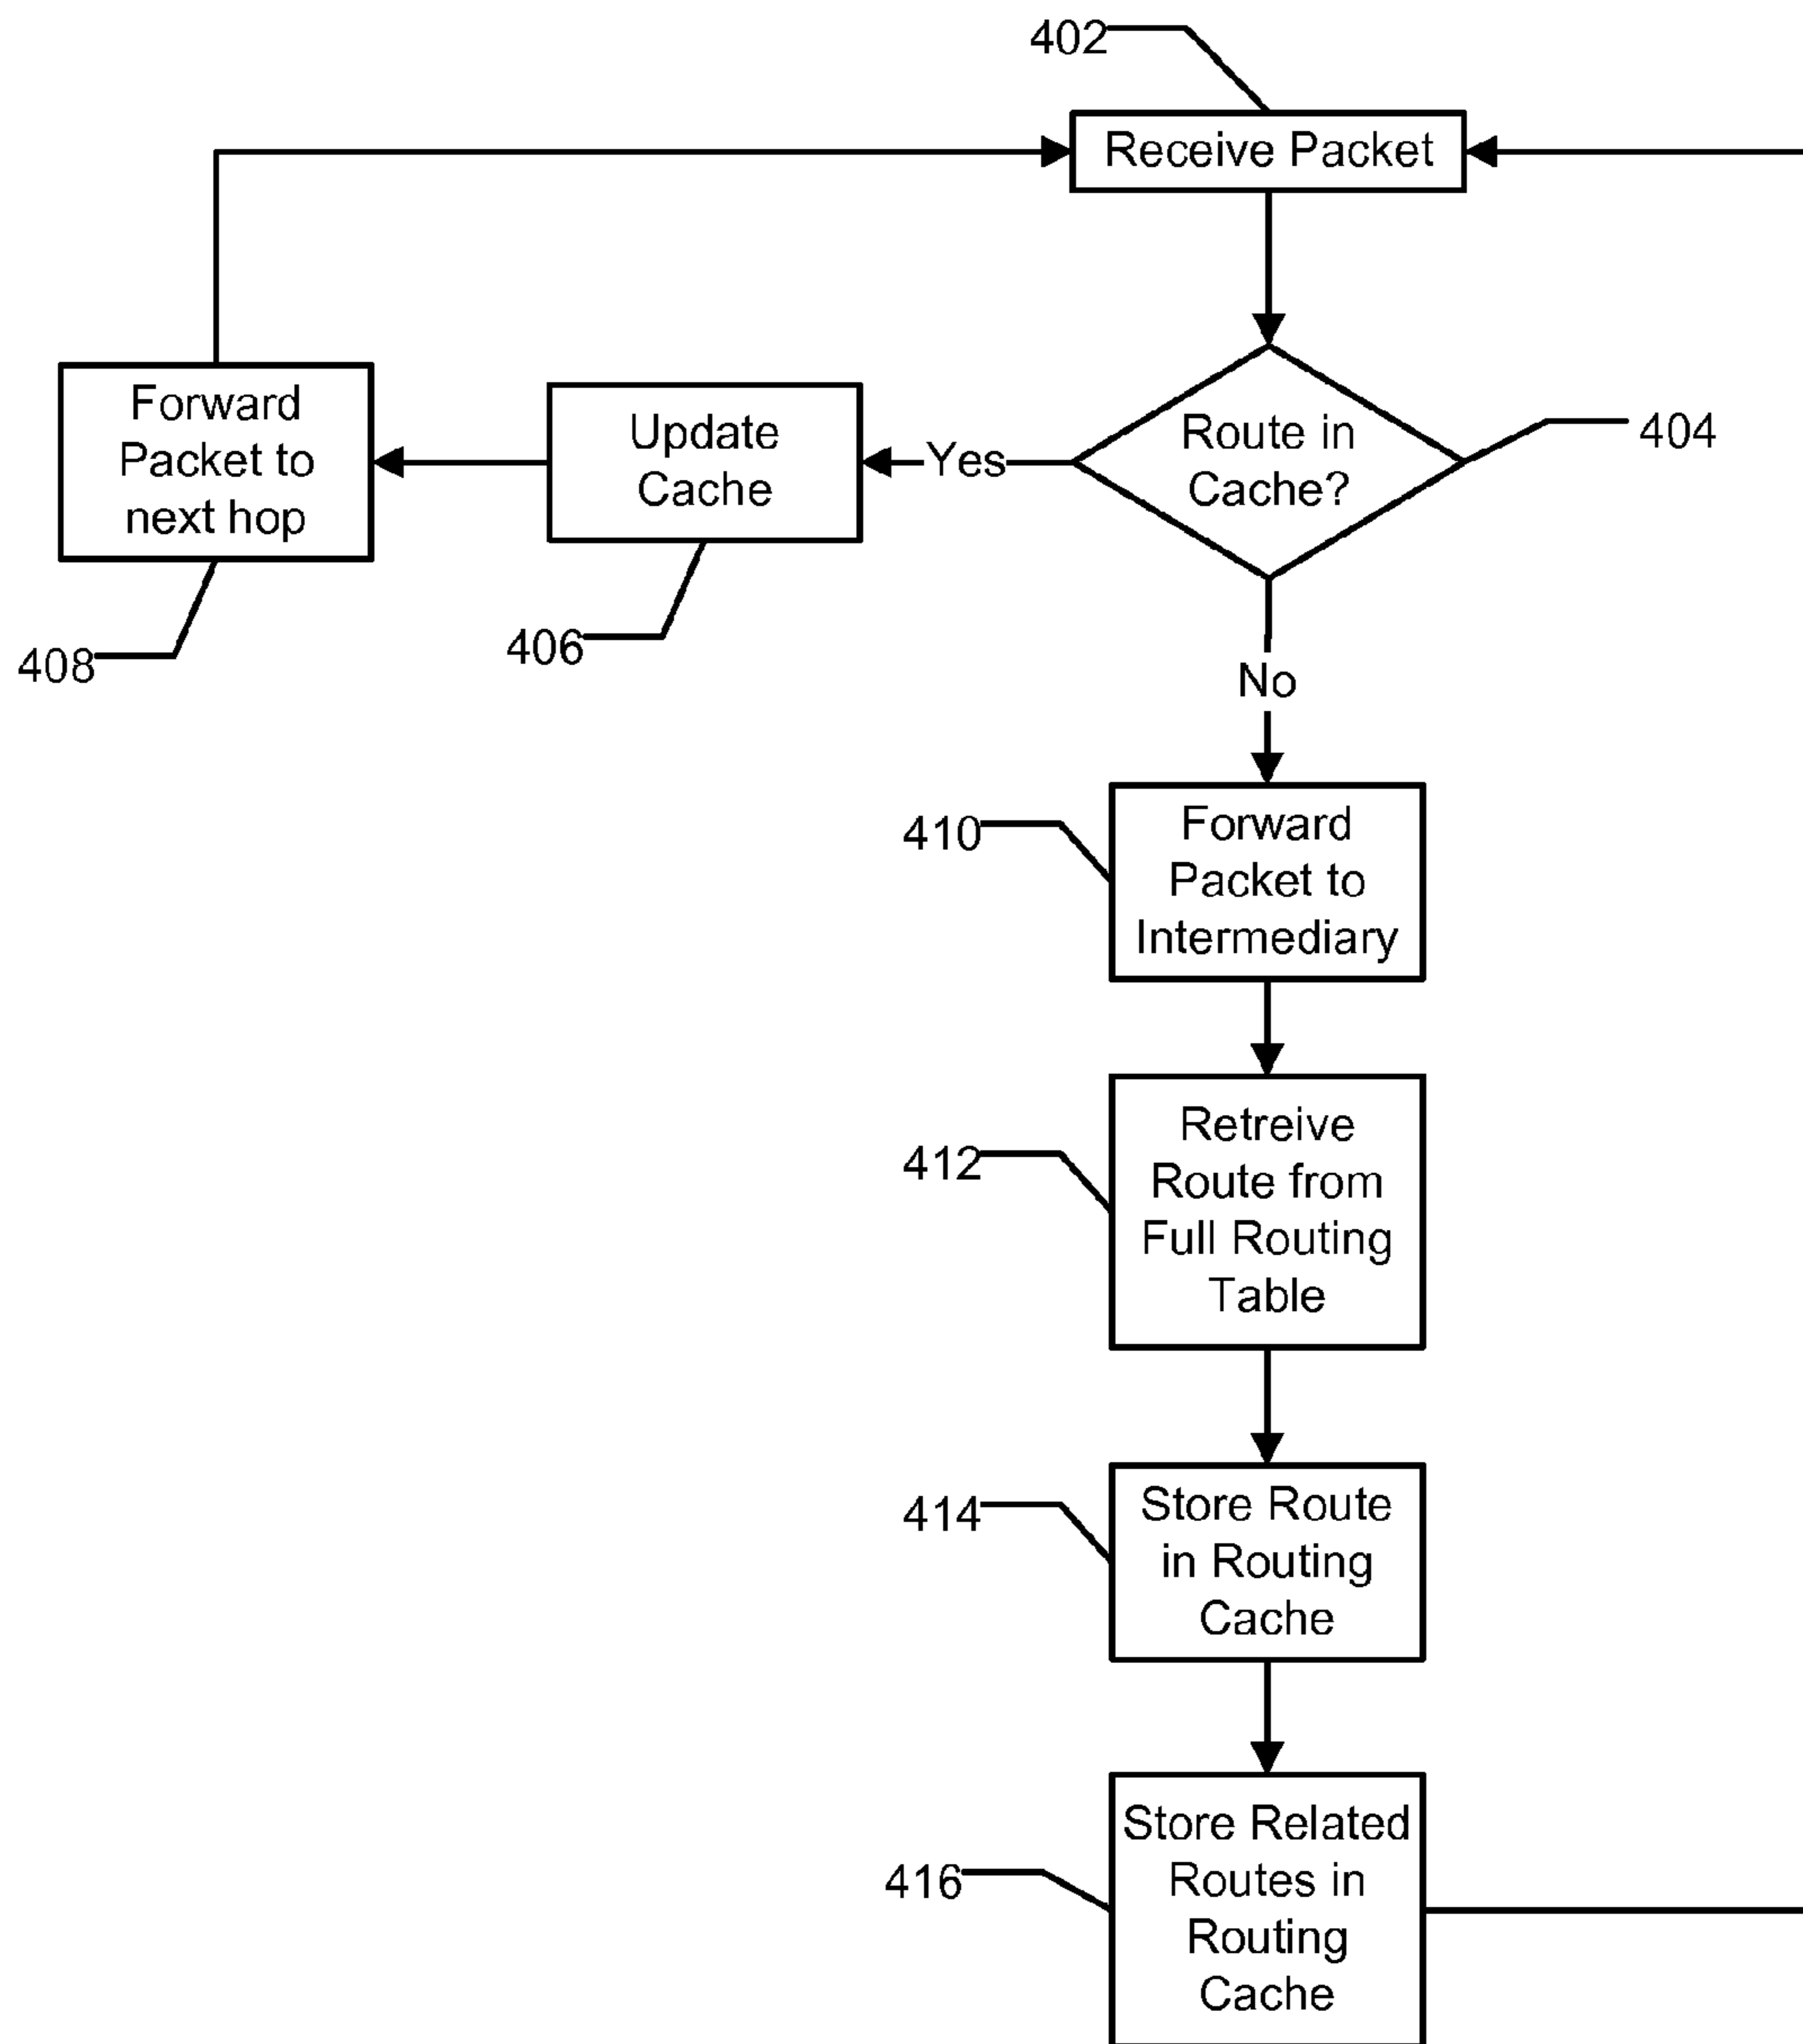 402
Receive Packet
Route in
Cache?
404
Yes
Update
Cache
406
Forward
Packet to
next hop
408
No
410
Forward
Packet to
Intermediary
412
Retreive
Route from
Full Routing
Table
414
Store Route
in Routing
Cache
416
Store Related
Routes in
Routing
Cache